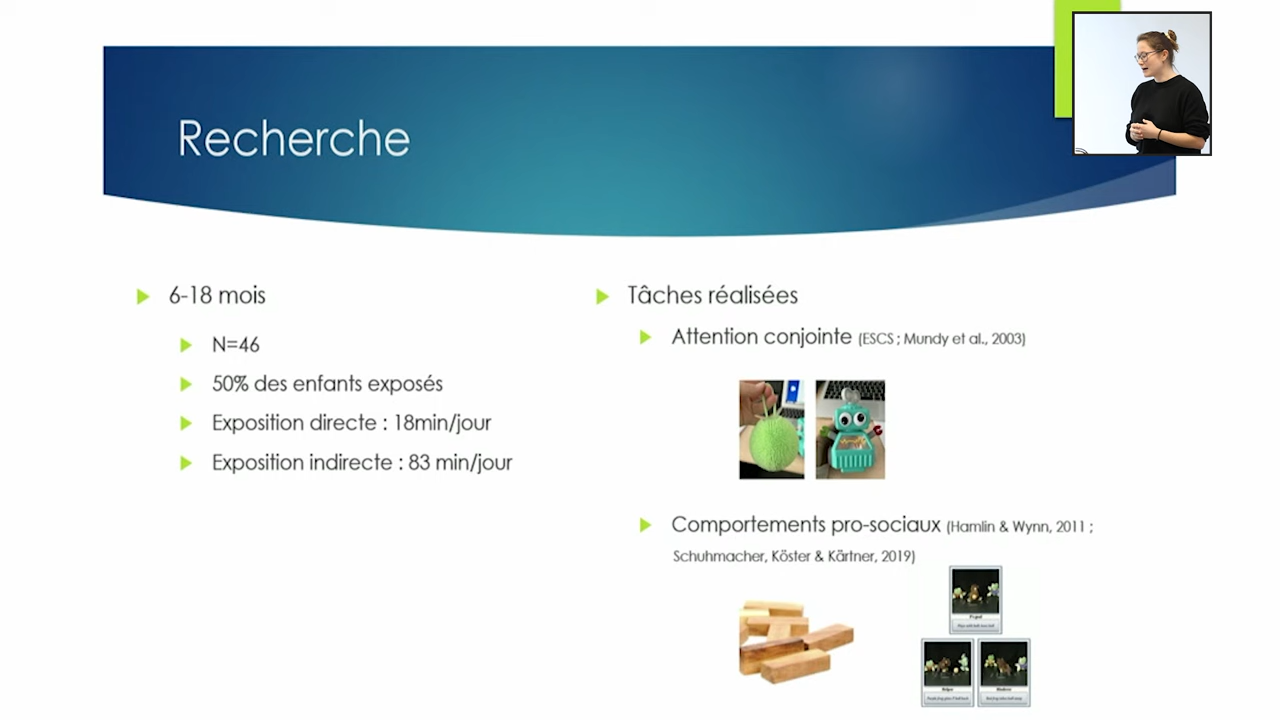 Recherche
6-18 mois
N=46
50% des enfants exposés
Exposition directe : 18min/jour
Exposition indirecte : 83 min/jour
Tâches réalisées
Attention conjointe (ESCS ; Mundy et al., 2003)
Comportements pro-sociaux (Hamlin & Wynn, 2011 ;
Schuhmacher, Köster & Kärtner, 2019)